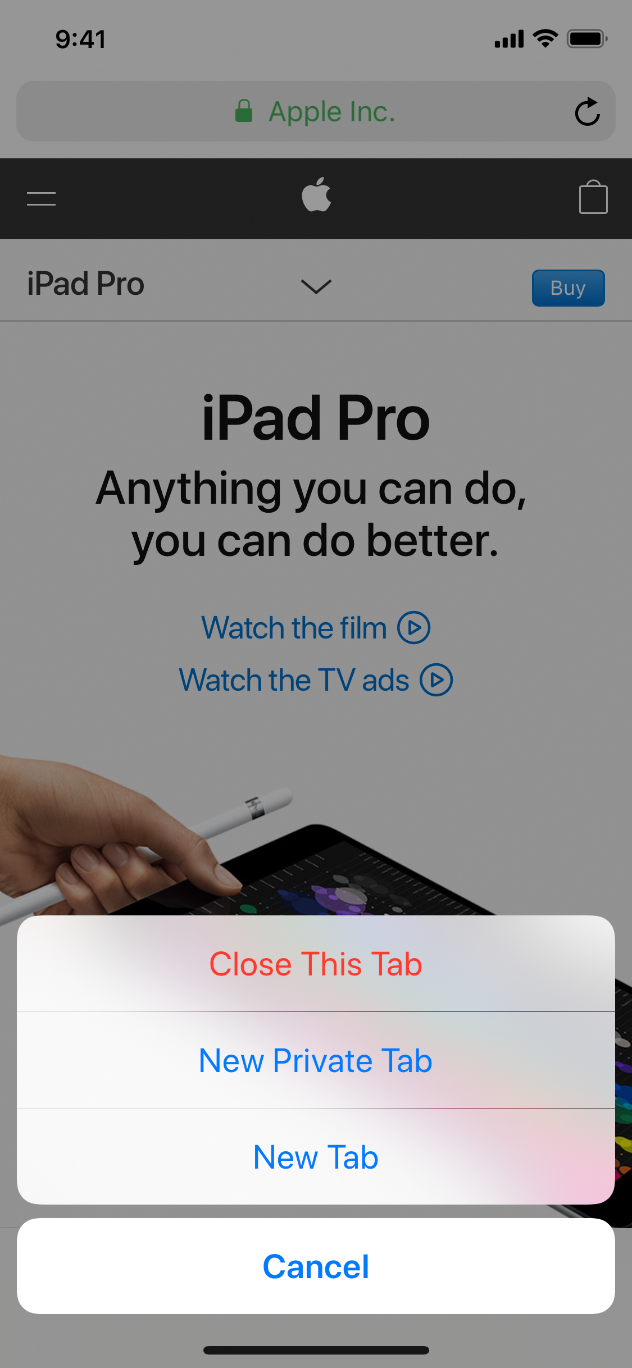 9:41
Apple Inc.
iPad Pro
Buy
iPad Pro
Anything you can do,
you can do better.
Watch the film
Watch the TV ads
Close This Tab
New Private Tab
New Tab
Cancel